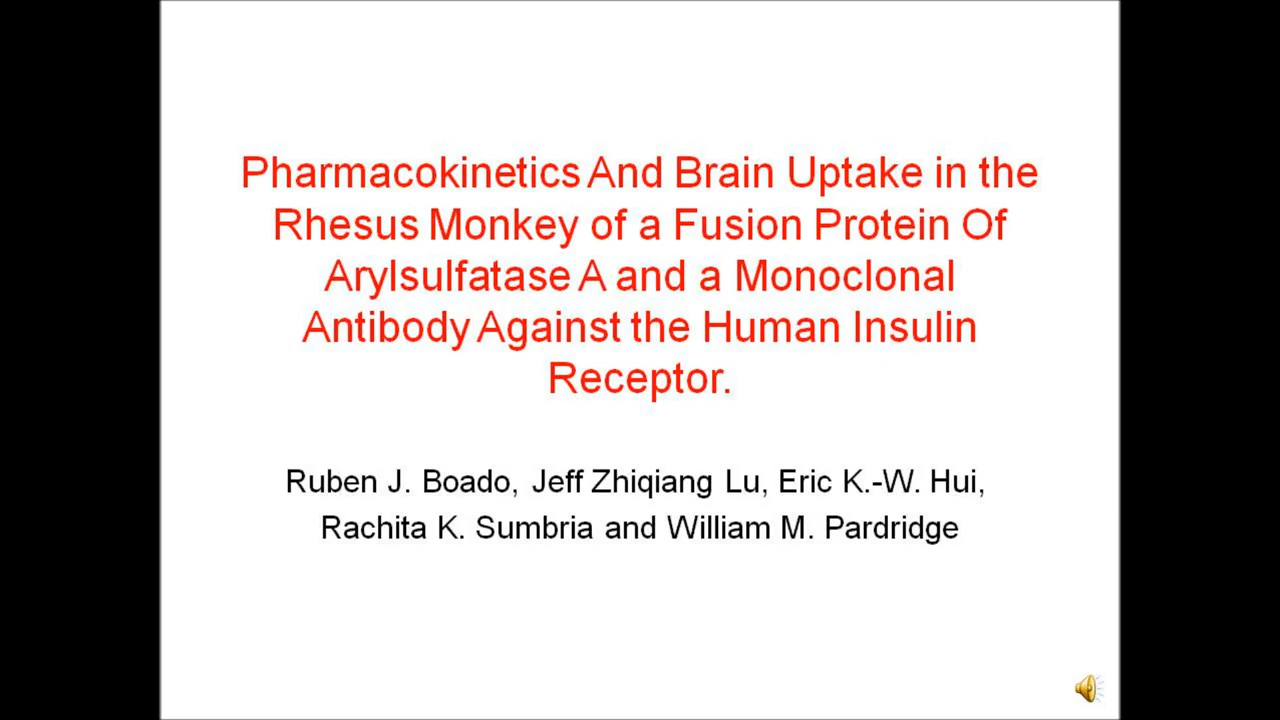 Pharmacokinetics And Brain Uptake in the
Rhesus Monkey of a Fusion Protein Of
Arylsulfatase A and a Monoclonal
Antibody Against the Human Insulin
Receptor.
Ruben J. Boado, Jeff Zhiqiang Lu, Eric K.-W. Hui,
Rachita K. Sumbria and William M. Pardridge